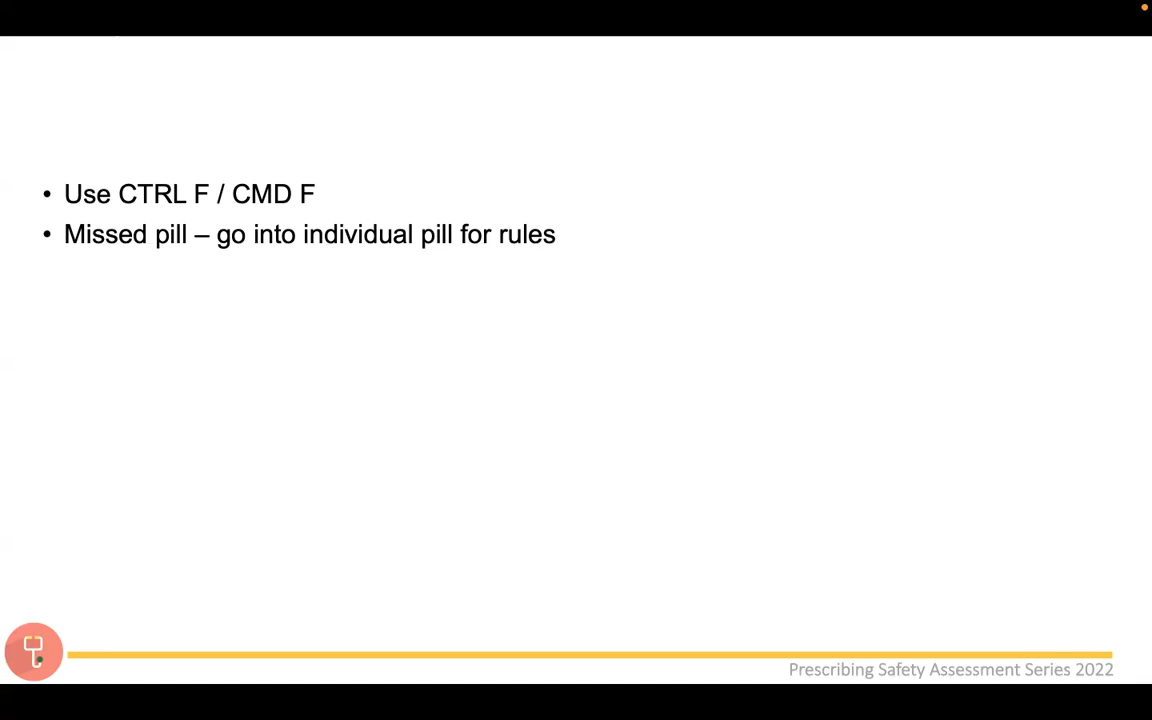 • Use CTRL F / CMD F
• Missed pill – go into individual pill for rules
Prescribing Safety Assessment Series 2022